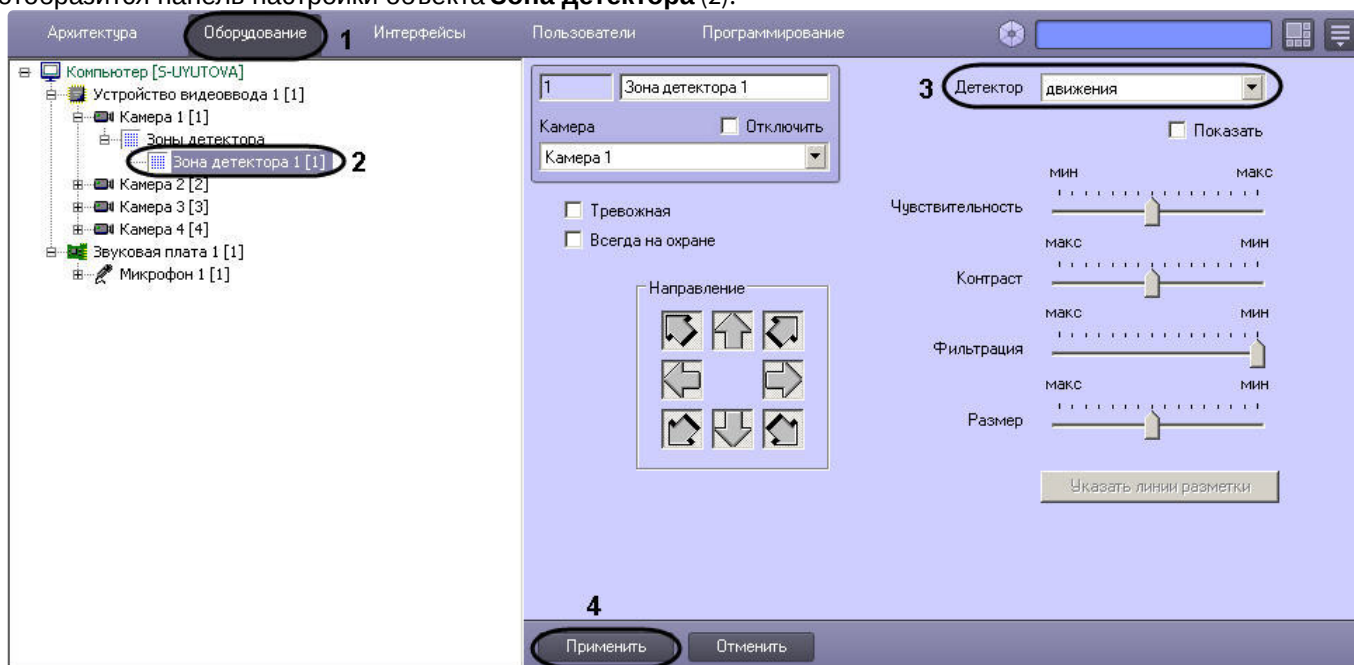 отобразится панель настройки объекта Зона детектора (2).
Архитектура Оборудование 1 Интерфейсы Пользователи Программирование
Компьютер [S-UYUTOVA]
Устройство видеоввода 1 [1]
Камера 1 [1]
Зоны детектора
Зона детектора 1 [1] 2
Камера 2 [2]
Камера 3 [3]
Камера 4 [4]
Звуковая плата 1 [1]
Микрофон 1 [1]
1 Зона детектора 1
Камера Отключить
Камера 1
Тревожная
Всегда на охране
Направление
3 Детектор движения
Показать
мин макс
Чувствительность
макс мин
Контраст
макс мин
Фильтрация
макс мин
Размер
Указать линии разметки
4
Применить Отменить